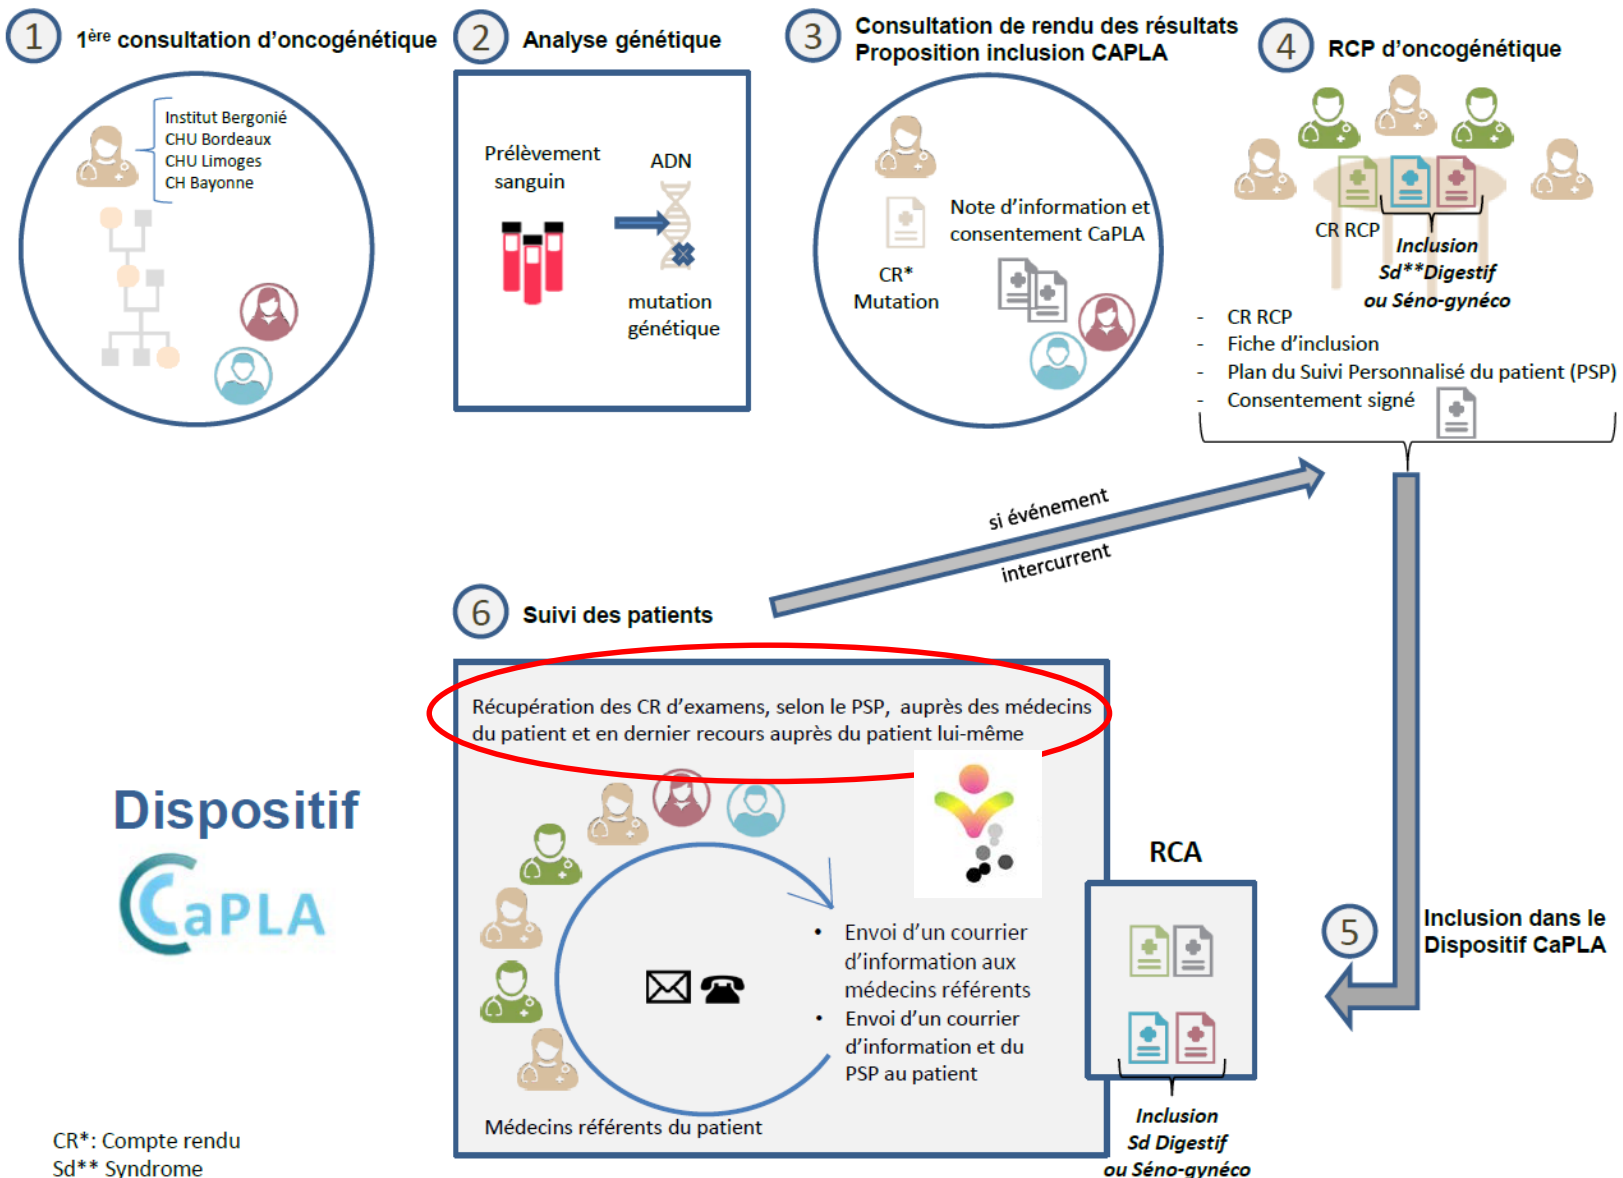 1
1ère consultation d'oncogénétique
Institut Bergonié
CHU Bordeaux
CHU Limoges
CH Bayonne
2
Analyse génétique
Prélèvement
sanguin
ADN
mutation
génétique
3
Consultation de rendu des résultats
Proposition inclusion CAPLA
Note d'information et
consentement CaPLA
CR*
Mutation
4
RCP d'oncogénétique
CR RCP
Inclusion
Sd**Digestif
ou Séno-gynéco
- CR RCP
- Fiche d'inclusion
- Plan du Suivi Personnalisé du patient (PSP)
- Consentement signé
si événement
intercurrent
6
Suivi des patients
Récupération des CR d'examens, selon le PSP, auprès des médecins
du patient et en dernier recours auprès du patient lui-même
• Envoi d'un courrier
d'information aux
médecins référents
• Envoi d'un courrier
d'information et du
PSP au patient
Médecins référents du patient
RCA
Inclusion
Sd Digestif
ou Séno-gynéco
5
Inclusion dans le
Dispositif CaPLA
Dispositif
CaPLA
CR*: Compte rendu
Sd** Syndrome